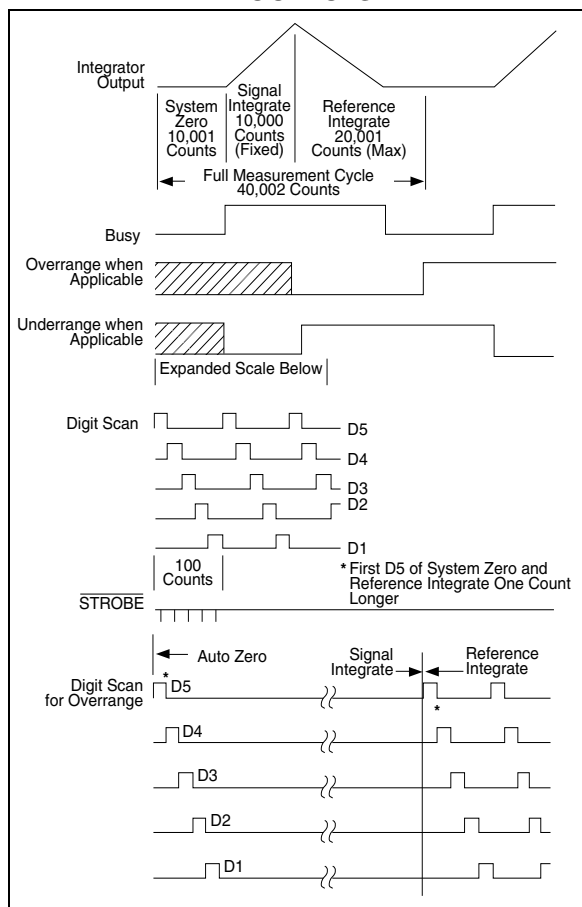 Integrator
Output
System
Zero
10,001
Counts
Signal
Integrate
10,000
Counts
(Fixed)
Reference
Integrate
20,001
Counts (Max)
Full Measurement Cycle
40,002 Counts
Busy
Overrange when
Applicable
Underrange when
Applicable
Expanded Scale Below
Digit Scan
D5
D4
D3
D2
D1
100
Counts
* First D5 of System Zero and
Reference Integrate One Count
Longer
STROBE
Auto Zero
Signal
Integrate
Reference
Integrate
Digit Scan
for Overrange
* D5
*
D4
D3
D2
D1